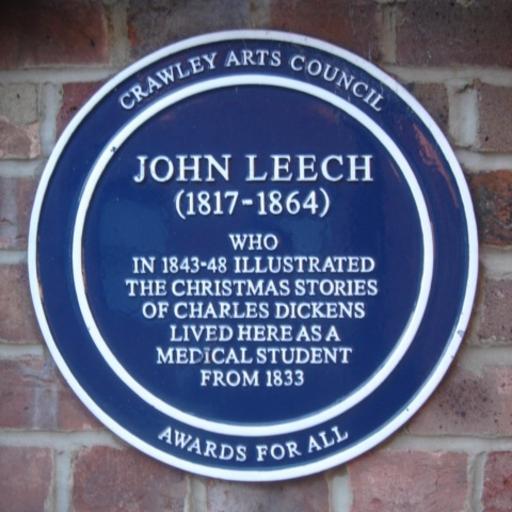 CRAWLEY ARTS COUNCIL
JOHN LEECH
(1817-1864)
WHO
IN 1843-48 ILLUSTRATED
THE CHRISTMAS STORIES
OF CHARLES DICKENS
LIVED HERE AS A
MEDICAL STUDENT
FROM 1833
AWARDS FOR ALL